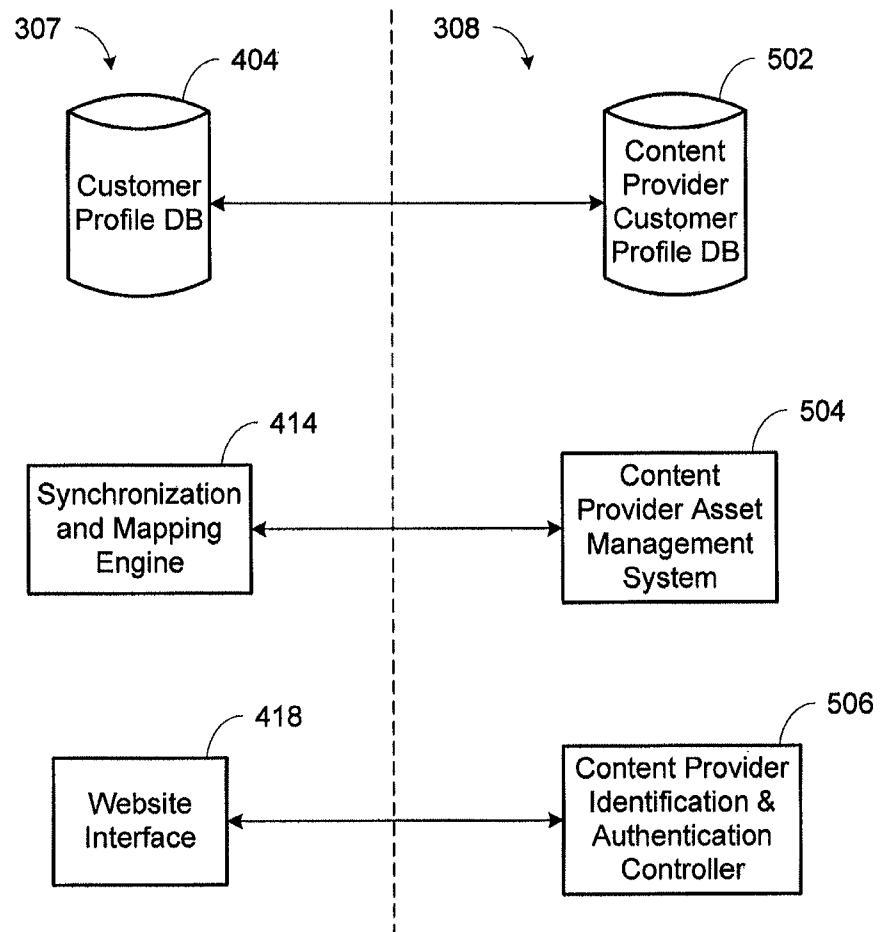 307
308
404
502
Customer
Profile DB
Content
Provider
Customer
Profile DB
414
504
Synchronization
and Mapping
Engine
Content
Provider Asset
Management
System
418
506
Website
Interface
Content Provider
Identification &
Authentication
Controller